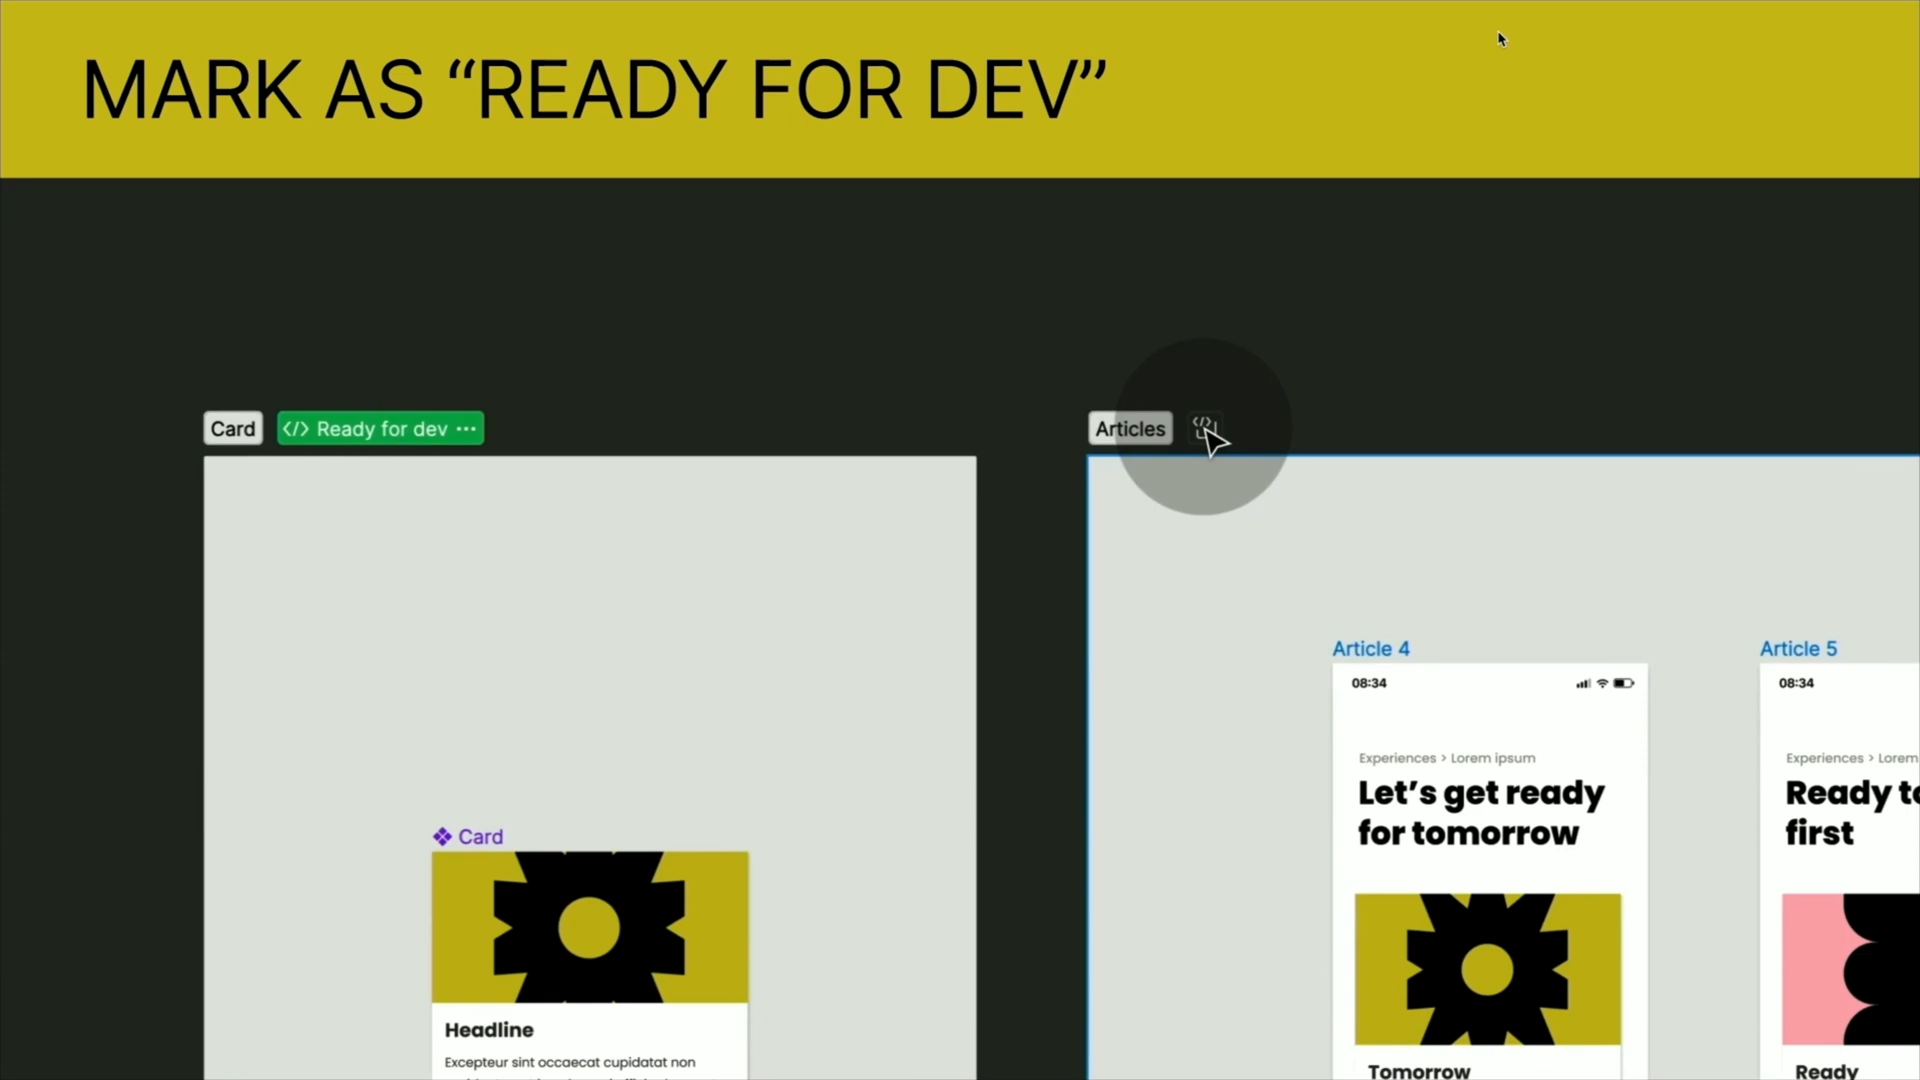 MARK AS “READY FOR DEV”
Card
</> Ready for dev ···
Articles
Article 4
Article 5
08:34
08:34
Experiences > Lorem ipsum
Experiences > Lorem
Let’s get ready
for tomorrow
Ready to
first
Card
Headline
Excepteur sint occaecat cupidatat non
Tomorrow
Ready